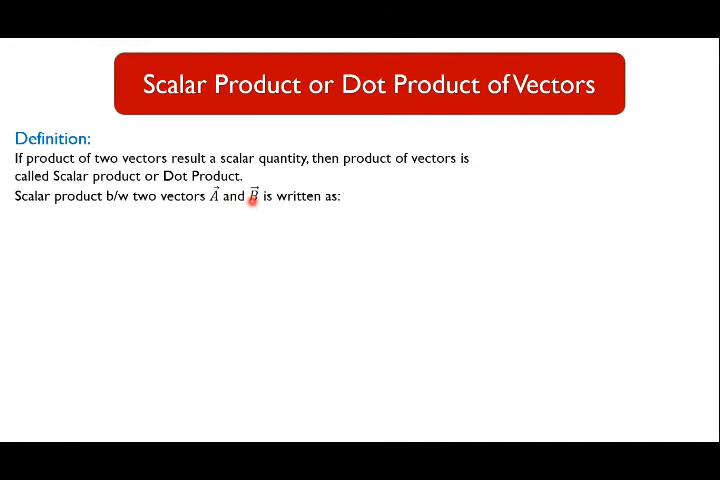 Scalar Product or Dot Product of Vectors
Definition:
If product of two vectors result a scalar quantity, then product of vectors is
called Scalar product or Dot Product.
Scalar product b/w two vectors A⃗ and B⃗ is written as: